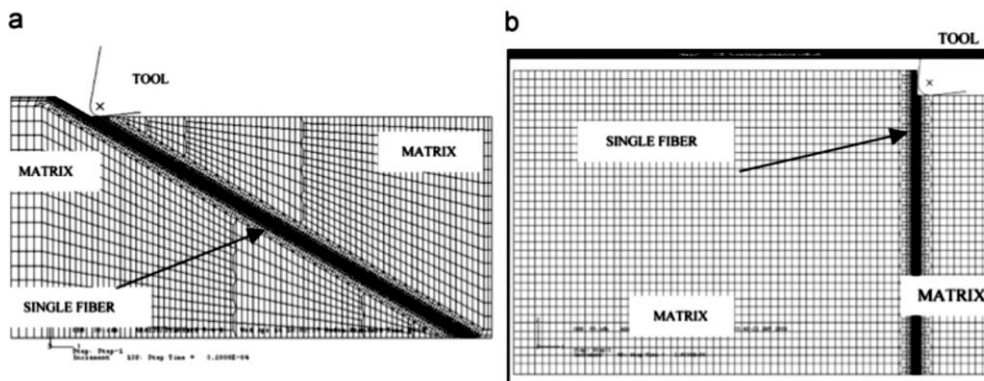 a
TOOL
MATRIX
MATRIX
SINGLE FIBER
Step: Step-1
b
TOOL
SINGLE FIBER
MATRIX
MATRIX